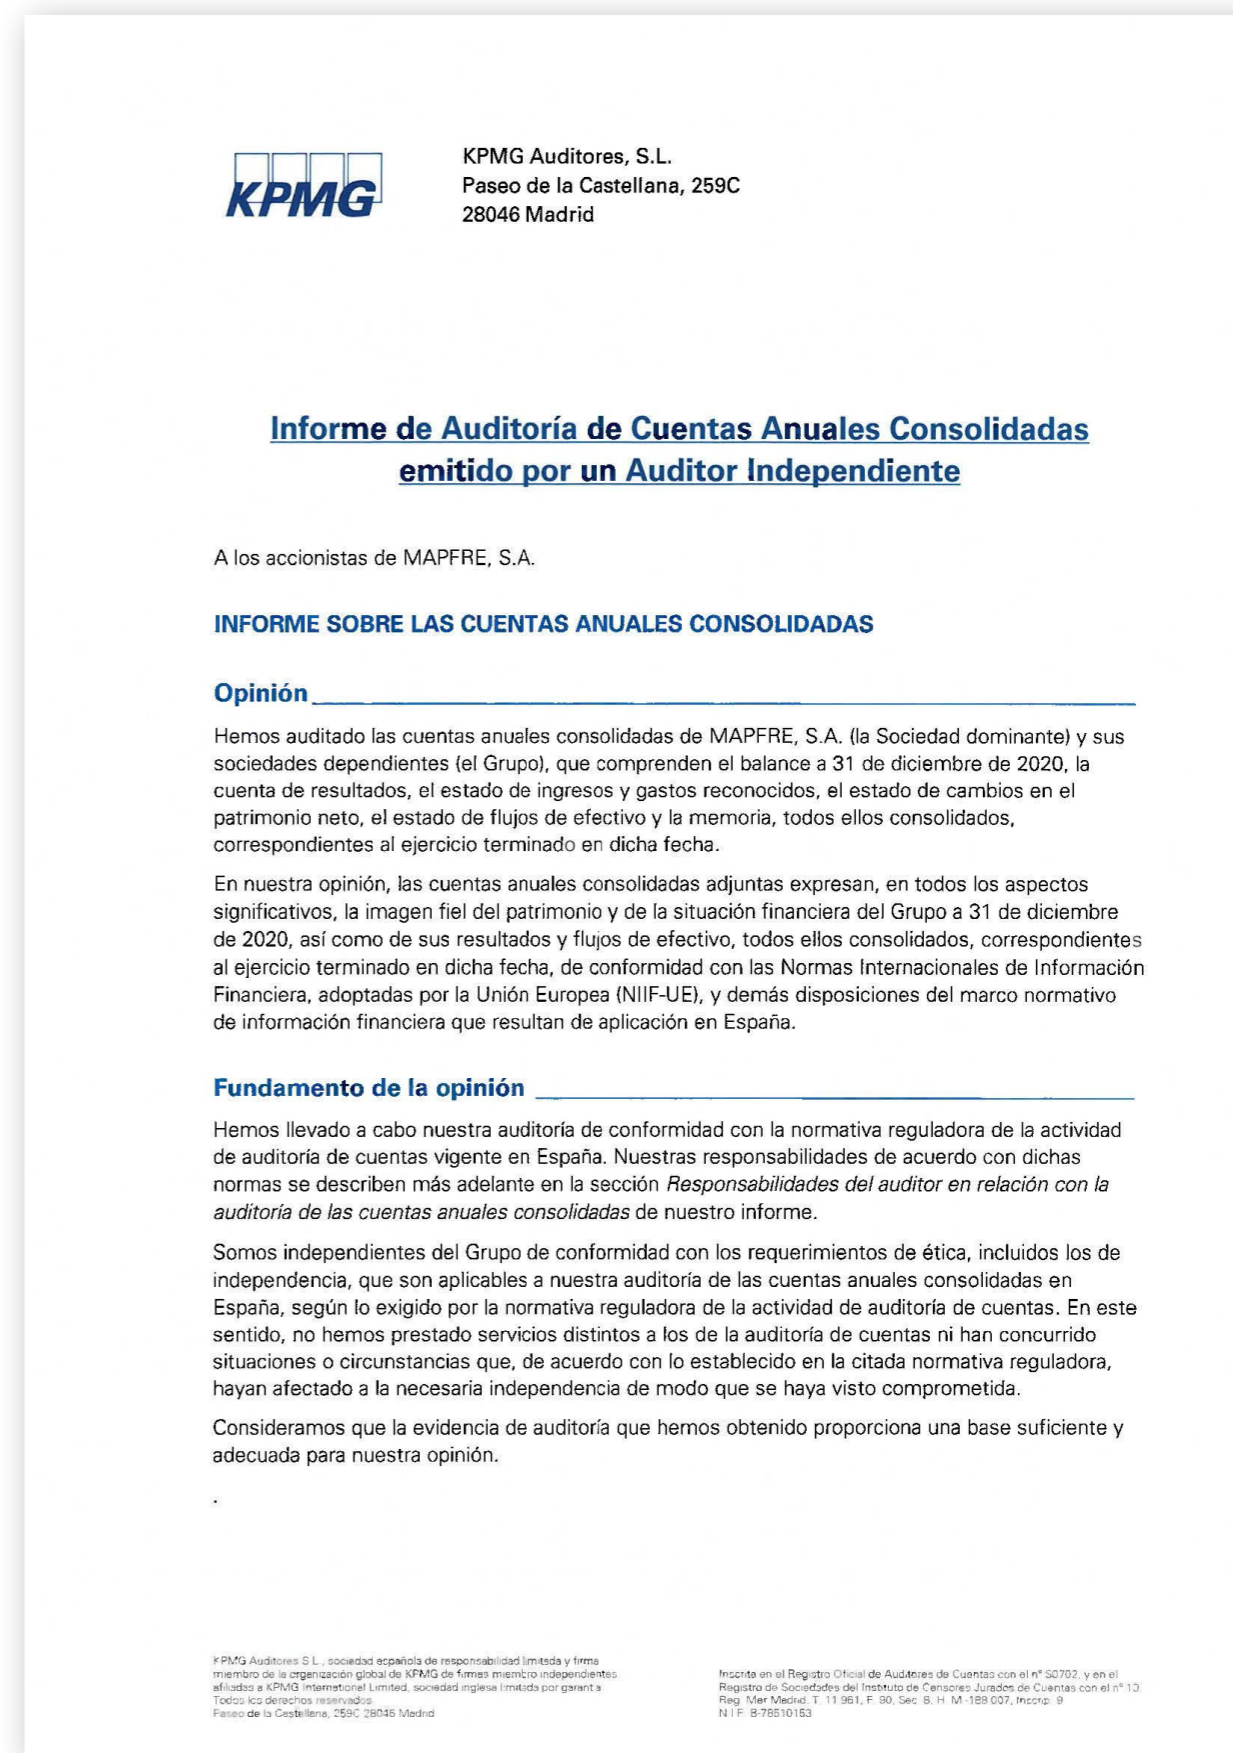 KPMG
KPMG Auditores, S.L.
Paseo de la Castellana, 259C
28046 Madrid
Informe de Auditoría de Cuentas Anuales Consolidadas
emitido por un Auditor Independiente
A los accionistas de MAPFRE, S.A.
INFORME SOBRE LAS CUENTAS ANUALES CONSOLIDADAS
Opinión
Hemos auditado las cuentas anuales consolidadas de MAPFRE, S.A. (la Sociedad dominante) y sus
sociedades dependientes (el Grupo), que comprenden el balance a 31 de diciembre de 2020, la
cuenta de resultados, el estado de ingresos y gastos reconocidos, el estado de cambios en el
patrimonio neto, el estado de flujos de efectivo y la memoria, todos ellos consolidados,
correspondientes al ejercicio terminado en dicha fecha.
En nuestra opinión, las cuentas anuales consolidadas adjuntas expresan, en todos los aspectos
significativos, la imagen fiel del patrimonio y de la situación financiera del Grupo a 31 de diciembre
de 2020, así como de sus resultados y flujos de efectivo, todos ellos consolidados, correspondientes
al ejercicio terminado en dicha fecha, de conformidad con las Normas Internacionales de Información
Financiera, adoptadas por la Unión Europea (NIIF-UE), y demás disposiciones del marco normativo
de información financiera que resultan de aplicación en España.
Fundamento de la opinión
Hemos llevado a cabo nuestra auditoría de conformidad con la normativa reguladora de la actividad
de auditoría de cuentas vigente en España. Nuestras responsabilidades de acuerdo con dichas
normas se describen más adelante en la sección Responsabilidades del auditor en relación con la
auditoría de las cuentas anuales consolidadas de nuestro informe.
Somos independientes del Grupo de conformidad con los requerimientos de ética, incluidos los de
independencia, que son aplicables a nuestra auditoría de las cuentas anuales consolidadas en
España, según lo exigido por la normativa reguladora de la actividad de auditoría de cuentas. En este
sentido, no hemos prestado servicios distintos a los de la auditoría de cuentas ni han concurrido
situaciones o circunstancias que, de acuerdo con lo establecido en la citada normativa reguladora,
hayan afectado a la necesaria independencia de modo que se haya visto comprometida.
Consideramos que la evidencia de auditoría que hemos obtenido proporciona una base suficiente y
adecuada para nuestra opinión.
.
KPMG Auditores S.L., sociedad española de responsabilidad limitada y firma
miembro de la organización global de KPMG de firmas miembro independientes
afiliadas a KPMG International Limited, sociedad inglesa limitada por garantía
Todos los derechos reservados
Paseo de la Castellana, 259C 28046 Madrid
Inscrita en el Registro Oficial de Auditores de Cuentas con el nº S0702, y en el
Registro de Sociedades del Instituto de Censores Jurados de Cuentas con el nº 10
Reg. Mer Madrid, T. 11.961, F. 90, Sec. 8, H. M -188.007, Inscrip. 9
N.I.F. B-78510153